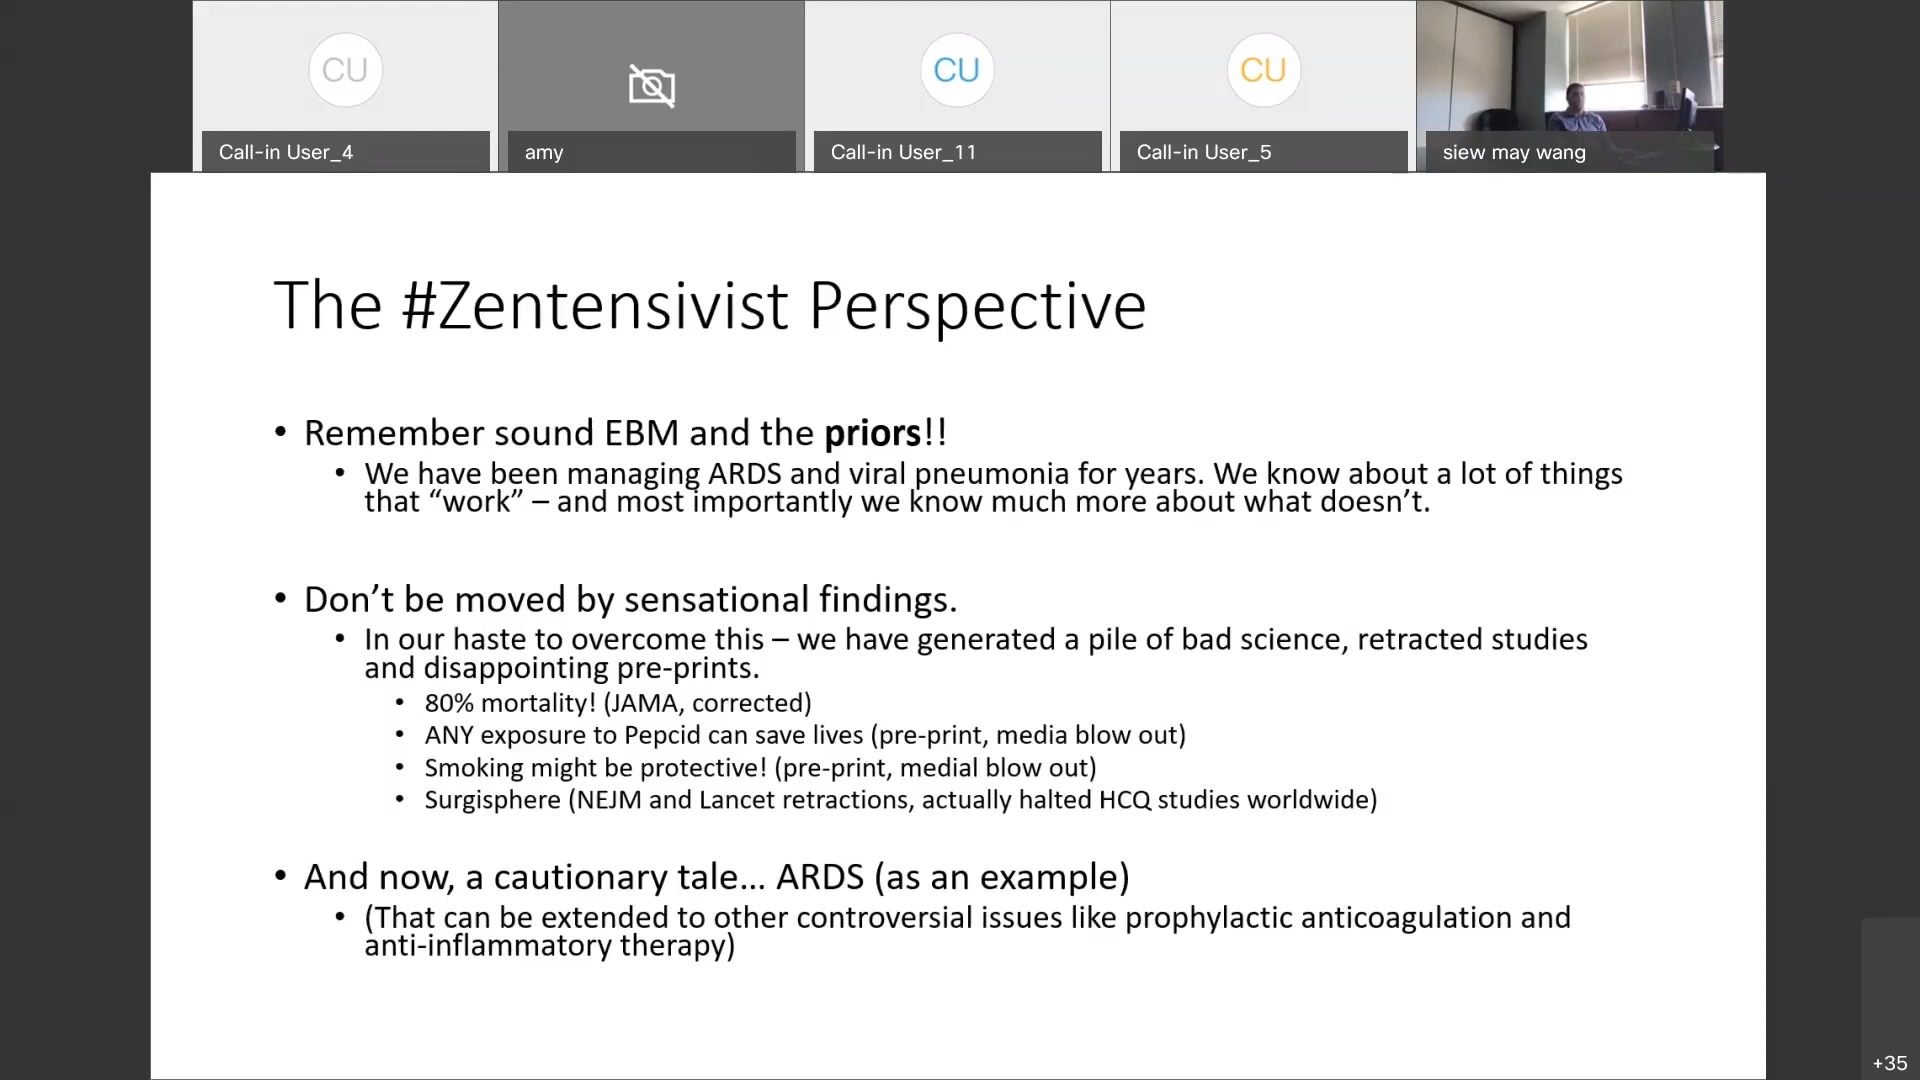 CU
CU
CU
Call-in User_4
amy
Call-in User_11
Call-in User_5
siew may wang
The #Zentensivist Perspective
• Remember sound EBM and the priors!!
• We have been managing ARDS and viral pneumonia for years. We know about a lot of things
that “work” – and most importantly we know much more about what doesn’t.
• Don’t be moved by sensational findings.
• In our haste to overcome this – we have generated a pile of bad science, retracted studies
and disappointing pre-prints.
• 80% mortality! (JAMA, corrected)
• ANY exposure to Pepcid can save lives (pre-print, media blow out)
• Smoking might be protective! (pre-print, medial blow out)
• Surgisphere (NEJM and Lancet retractions, actually halted HCQ studies worldwide)
• And now, a cautionary tale… ARDS (as an example)
• (That can be extended to other controversial issues like prophylactic anticoagulation and
anti-inflammatory therapy)
+35